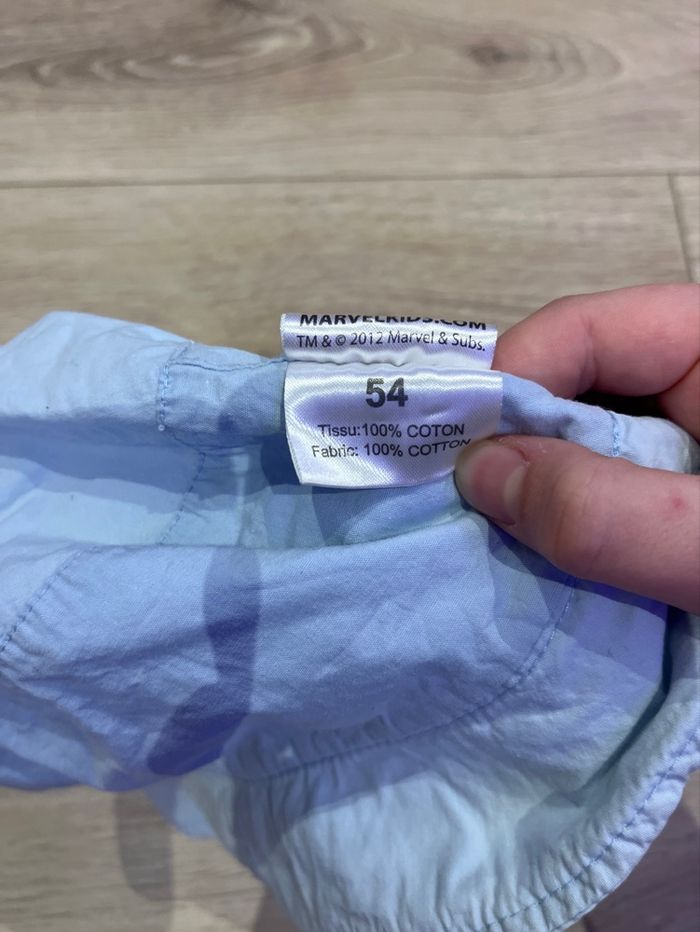 MARVELKIDS.COM
TM & © 2012 Marvel & Subs.
54
Tissu:100% COTON
Fabric: 100% COTTON